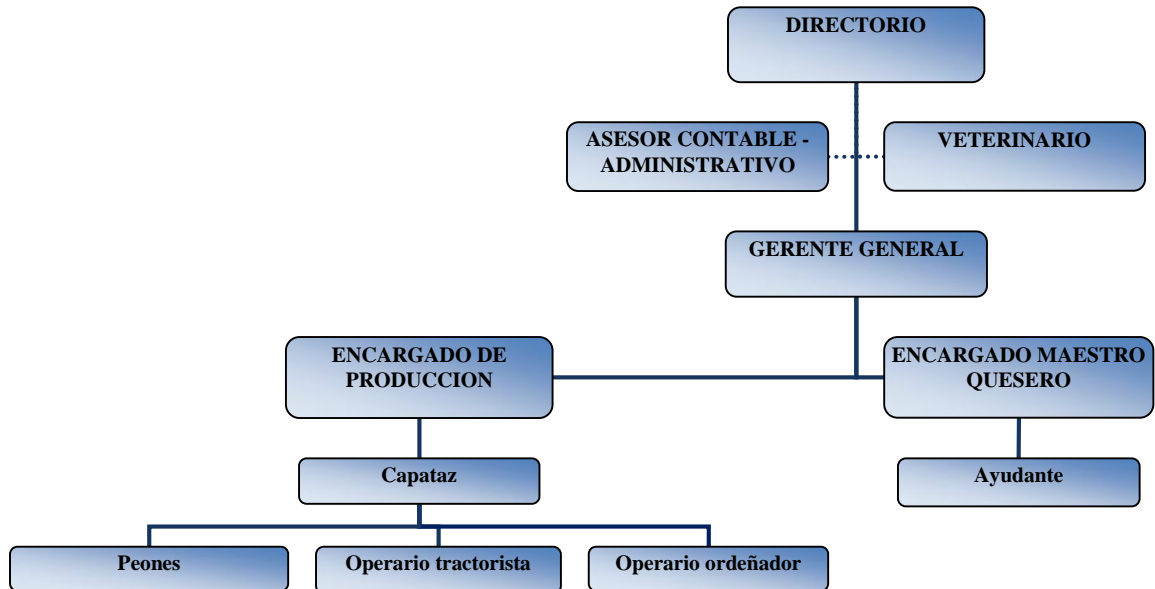 DIRECTORIO
ASESOR CONTABLE -
ADMINISTRATIVO
VETERINARIO
GERENTE GENERAL
ENCARGADO DE
PRODUCCION
ENCARGADO MAESTRO
QUESERO
Capataz
Ayudante
Peones
Operario tractorista
Operario ordeñador